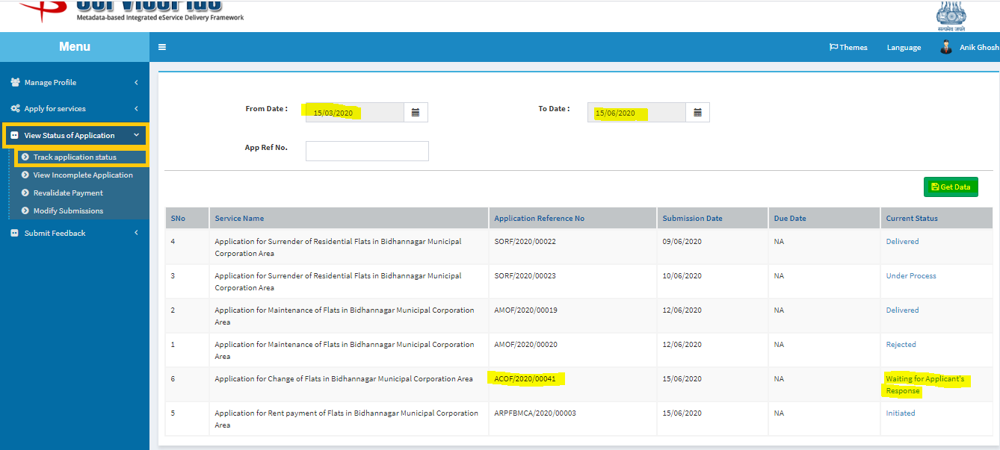 Metadata-based Integrated eService Delivery Framework
सत्यमेव जयते
Menu
Themes
Language
Anik Ghosh
Manage Profile
Apply for services
View Status of Application
Track application status
View Incomplete Application
Revalidate Payment
Modify Submissions
Submit Feedback
From Date :
15/03/2020
To Date :
15/06/2020
App Ref No.
Get Data
SNo Service Name Application Reference No Submission Date Due Date Current Status
4 Application for Surrender of Residential Flats in Bidhannagar Municipal SORF/2020/00022 09/06/2020 NA Delivered
Corporation Area
3 Application for Surrender of Residential Flats in Bidhannagar Municipal SORF/2020/00023 10/06/2020 NA Under Process
Corporation Area
2 Application for Maintenance of Flats in Bidhannagar Municipal Corporation AMOF/2020/00019 12/06/2020 NA Delivered
Area
1 Application for Maintenance of Flats in Bidhannagar Municipal Corporation AMOF/2020/00020 12/06/2020 NA Rejected
Area
6 Application for Change of Flats in Bidhannagar Municipal Corporation Area ACOF/2020/00041 15/06/2020 NA Waiting for Applicant's
Response
5 Application for Rent payment of Flats in Bidhannagar Municipal Corporation ARPFBMCA/2020/00003 15/06/2020 NA Initiated
Area